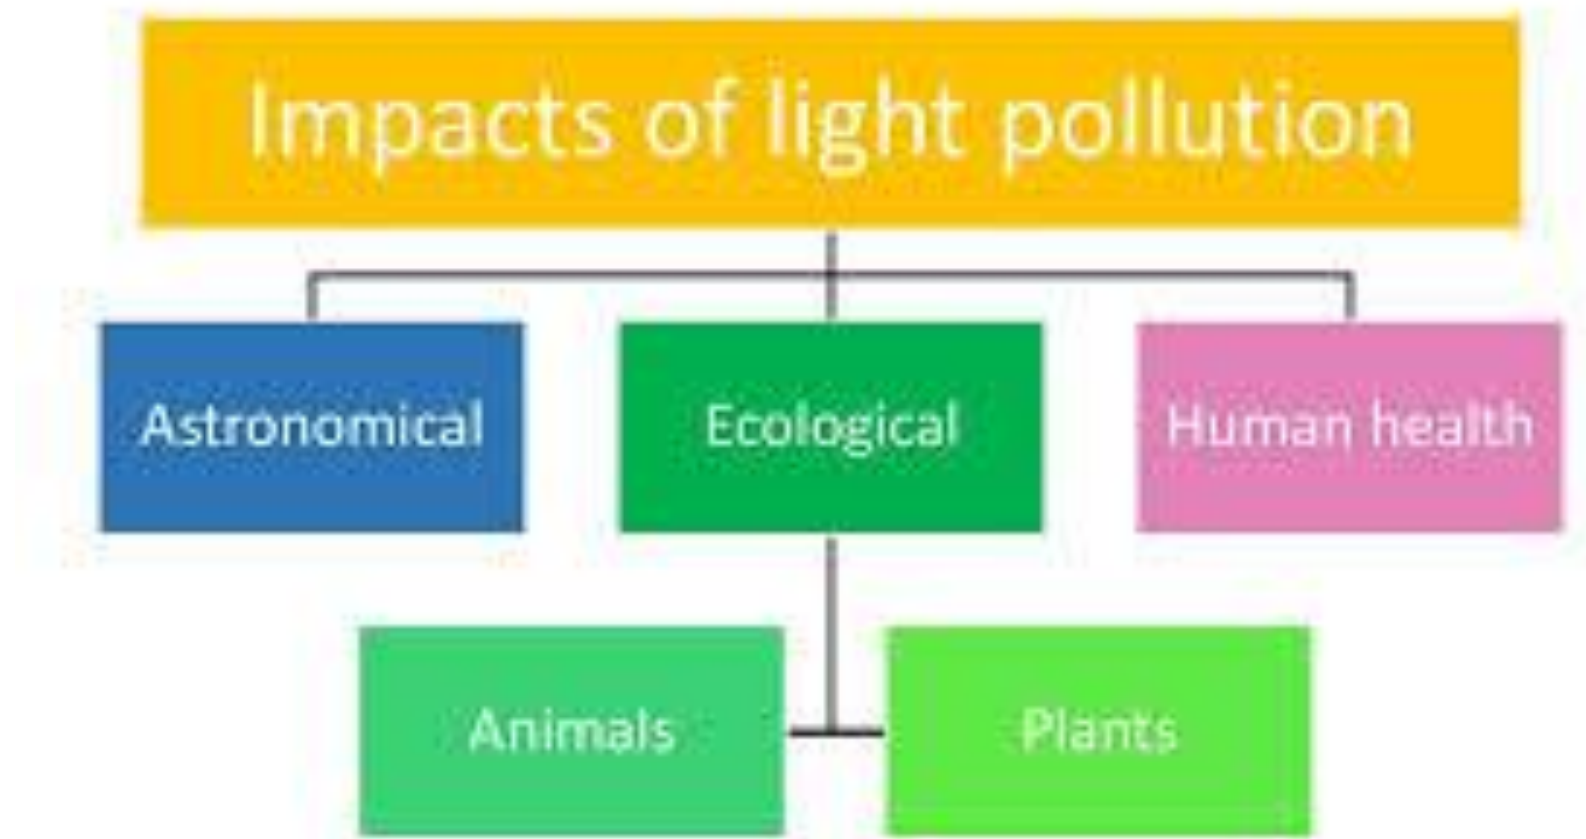 Impacts of light pollution
Astronomical
Ecological
Human health
Animals
Plants